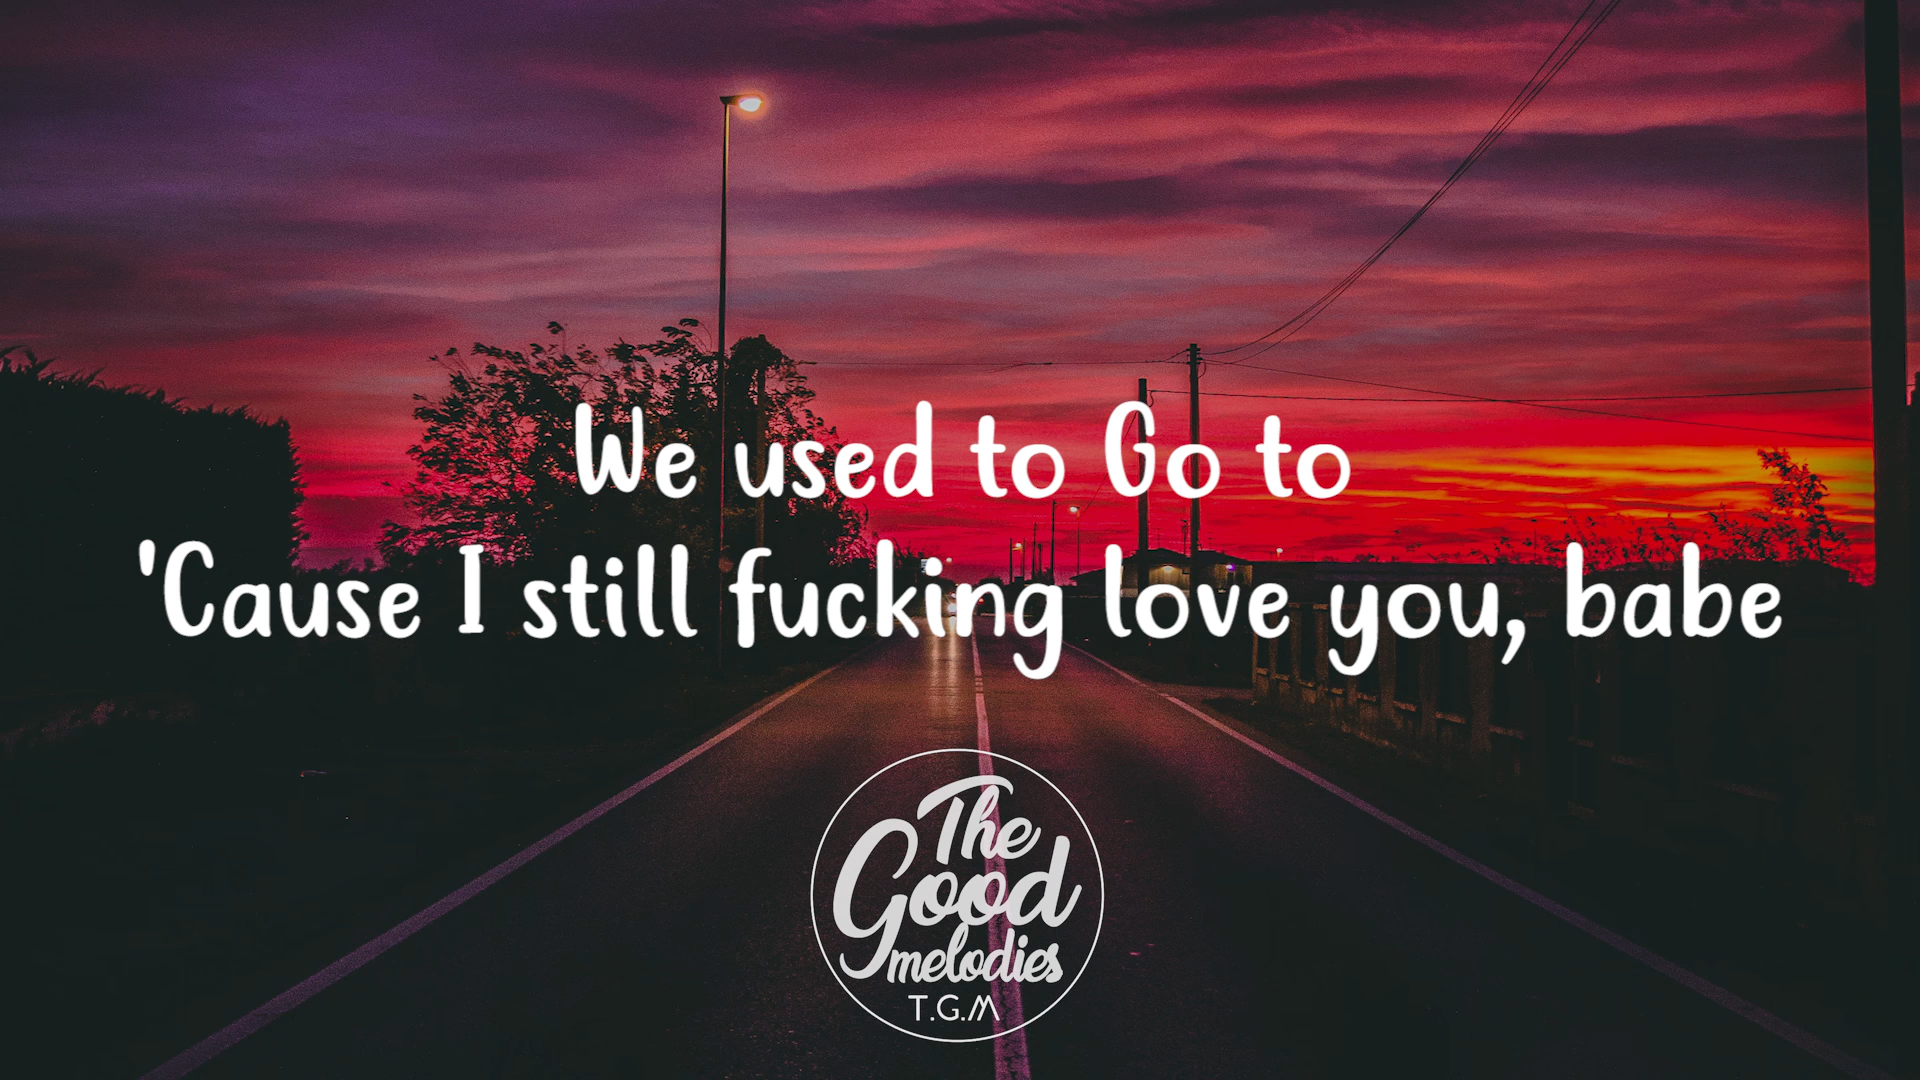 We used to Go to
'Cause I still fucking love you, babe
The
Good
melodies
T.G.M